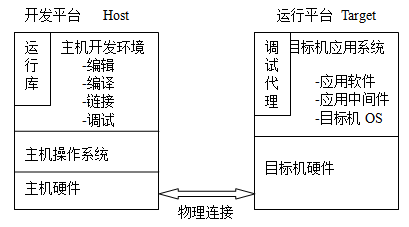 开发平台 Host
运行库
主机开发环境
-编辑
-编译
-链接
-调试
主机操作系统
主机硬件
运行平台 Target
调试代理
目标机应用系统
-应用软件
-应用中间件
-目标机 OS
目标机硬件
物理连接